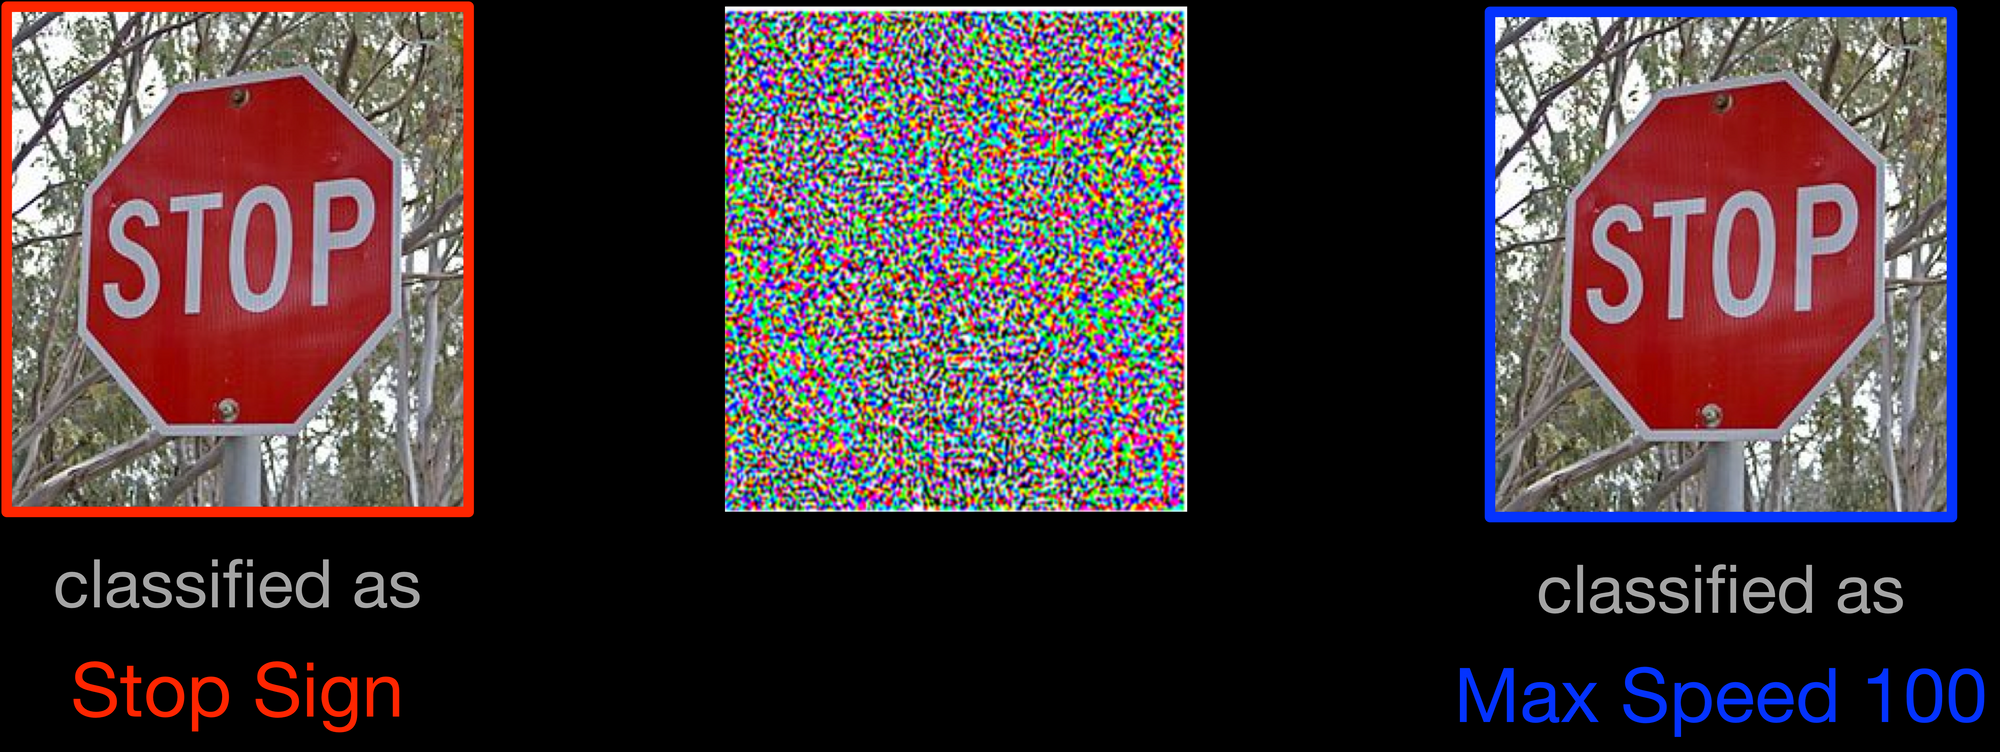 STOP
STOP
classified as
Stop Sign
classified as
Max Speed 100